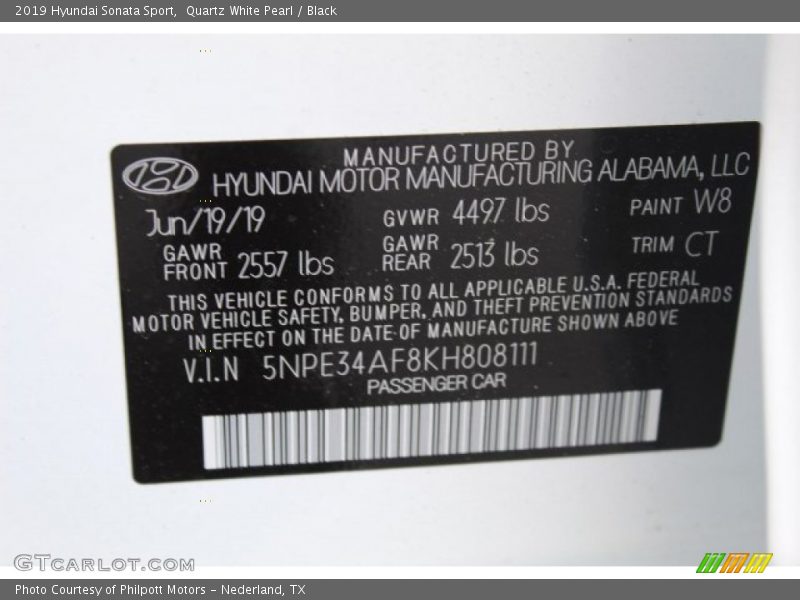 2019 Hyundai Sonata Sport,  Quartz White Pearl / Black
MANUFACTURED BY
HYUNDAI MOTOR MANUFACTURING ALABAMA, LLC
Jun/19/19 GVWR 4497 lbs PAINT W8
GAWR FRONT 2557 lbs GAWR REAR 2513 lbs TRIM CT
THIS VEHICLE CONFORMS TO ALL APPLICABLE U.S.A. FEDERAL
MOTOR VEHICLE SAFETY, BUMPER, AND THEFT PREVENTION STANDARDS
IN EFFECT ON THE DATE OF MANUFACTURE SHOWN ABOVE
V.I.N 5NPE34AF8KH808111
PASSENGER CAR
GTCARLOT.COM
Photo Courtesy of Philpott Motors - Nederland, TX